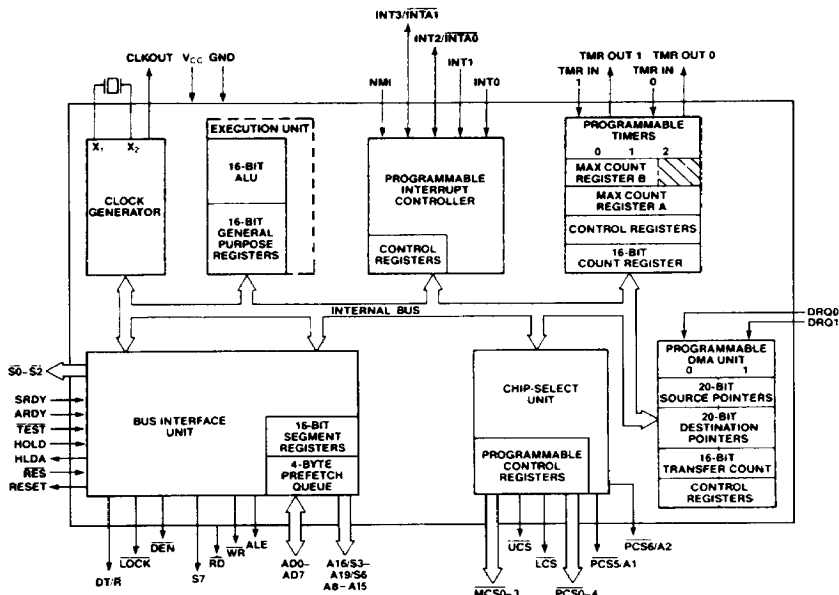 INT3/INTA1
INT2/INTA0
INT1
NMI
INT0
CLKOUT
VCC GND
TMR OUT 1 TMR OUT 0
TMR IN 1
TMR IN 0
X1 X2
CLOCK
GENERATOR
EXECUTION UNIT
16-BIT
ALU
16-BIT
GENERAL
PURPOSE
REGISTERS
PROGRAMMABLE
INTERRUPT
CONTROLLER
CONTROL
REGISTERS
PROGRAMMABLE
TIMERS
0 1 2
MAX COUNT
REGISTER B
MAX COUNT
REGISTER A
CONTROL REGISTERS
16-BIT
COUNT REGISTER
INTERNAL BUS
DRQ0
DRQ1
S0-S2
SRDY
ARDY
TEST
HOLD
HLDA
RES
RESET
BUS INTERFACE
UNIT
16-BIT
SEGMENT
REGISTERS
4-BYTE
PREFETCH
QUEUE
CHIP-SELECT
UNIT
PROGRAMMABLE
CONTROL
REGISTERS
PROGRAMMABLE
DMA UNIT
0 1
20-BIT
SOURCE POINTERS
20-BIT
DESTINATION
POINTERS
16-BIT
TRANSFER COUNT
CONTROL
REGISTERS
DT/R
LOCK
DEN
S7
RD
WR
ALE
AD0-
AD7
A16/S3-
A19/S6
A8-A15
MCS0-3
UCS
LCS
PCS0-4
PCS5/A1
PCS6/A2